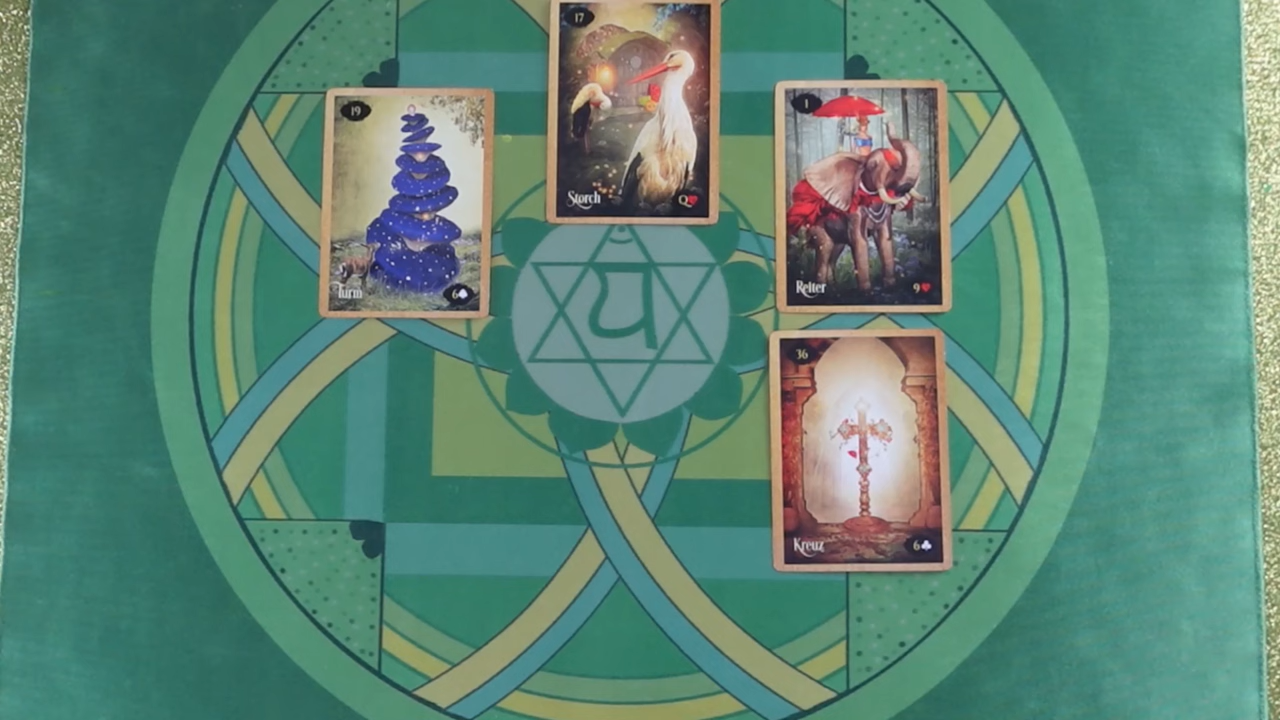 17
Storch
Q♥
19
Turm
6♠
1
Reiter
9♥
36
Kreuz
6♣